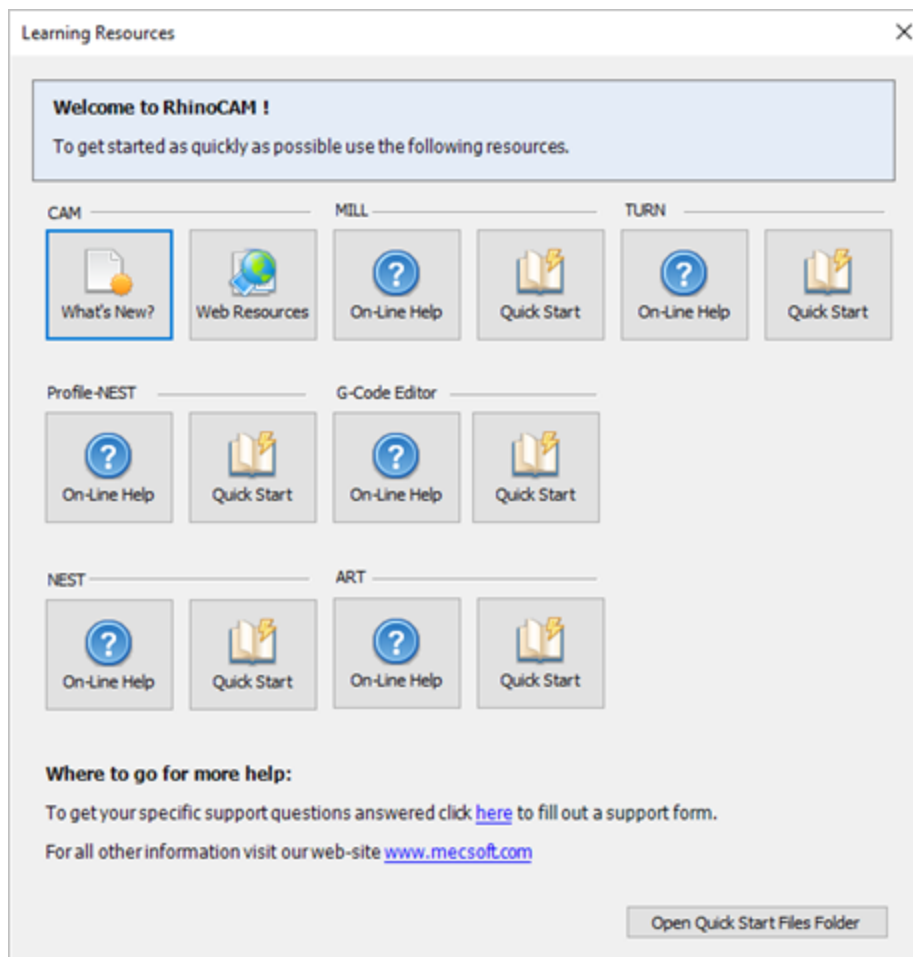 Learning Resources
Welcome to RhinoCAM !
To get started as quickly as possible use the following resources.
CAM
MILL
TURN
What's New?
Web Resources
On-Line Help
Quick Start
On-Line Help
Quick Start
Profile-NEST
G-Code Editor
On-Line Help
Quick Start
On-Line Help
Quick Start
NEST
ART
On-Line Help
Quick Start
On-Line Help
Quick Start
Where to go for more help:
To get your specific support questions answered click here to fill out a support form.
For all other information visit our web-site www.mecsoft.com
Open Quick Start Files Folder